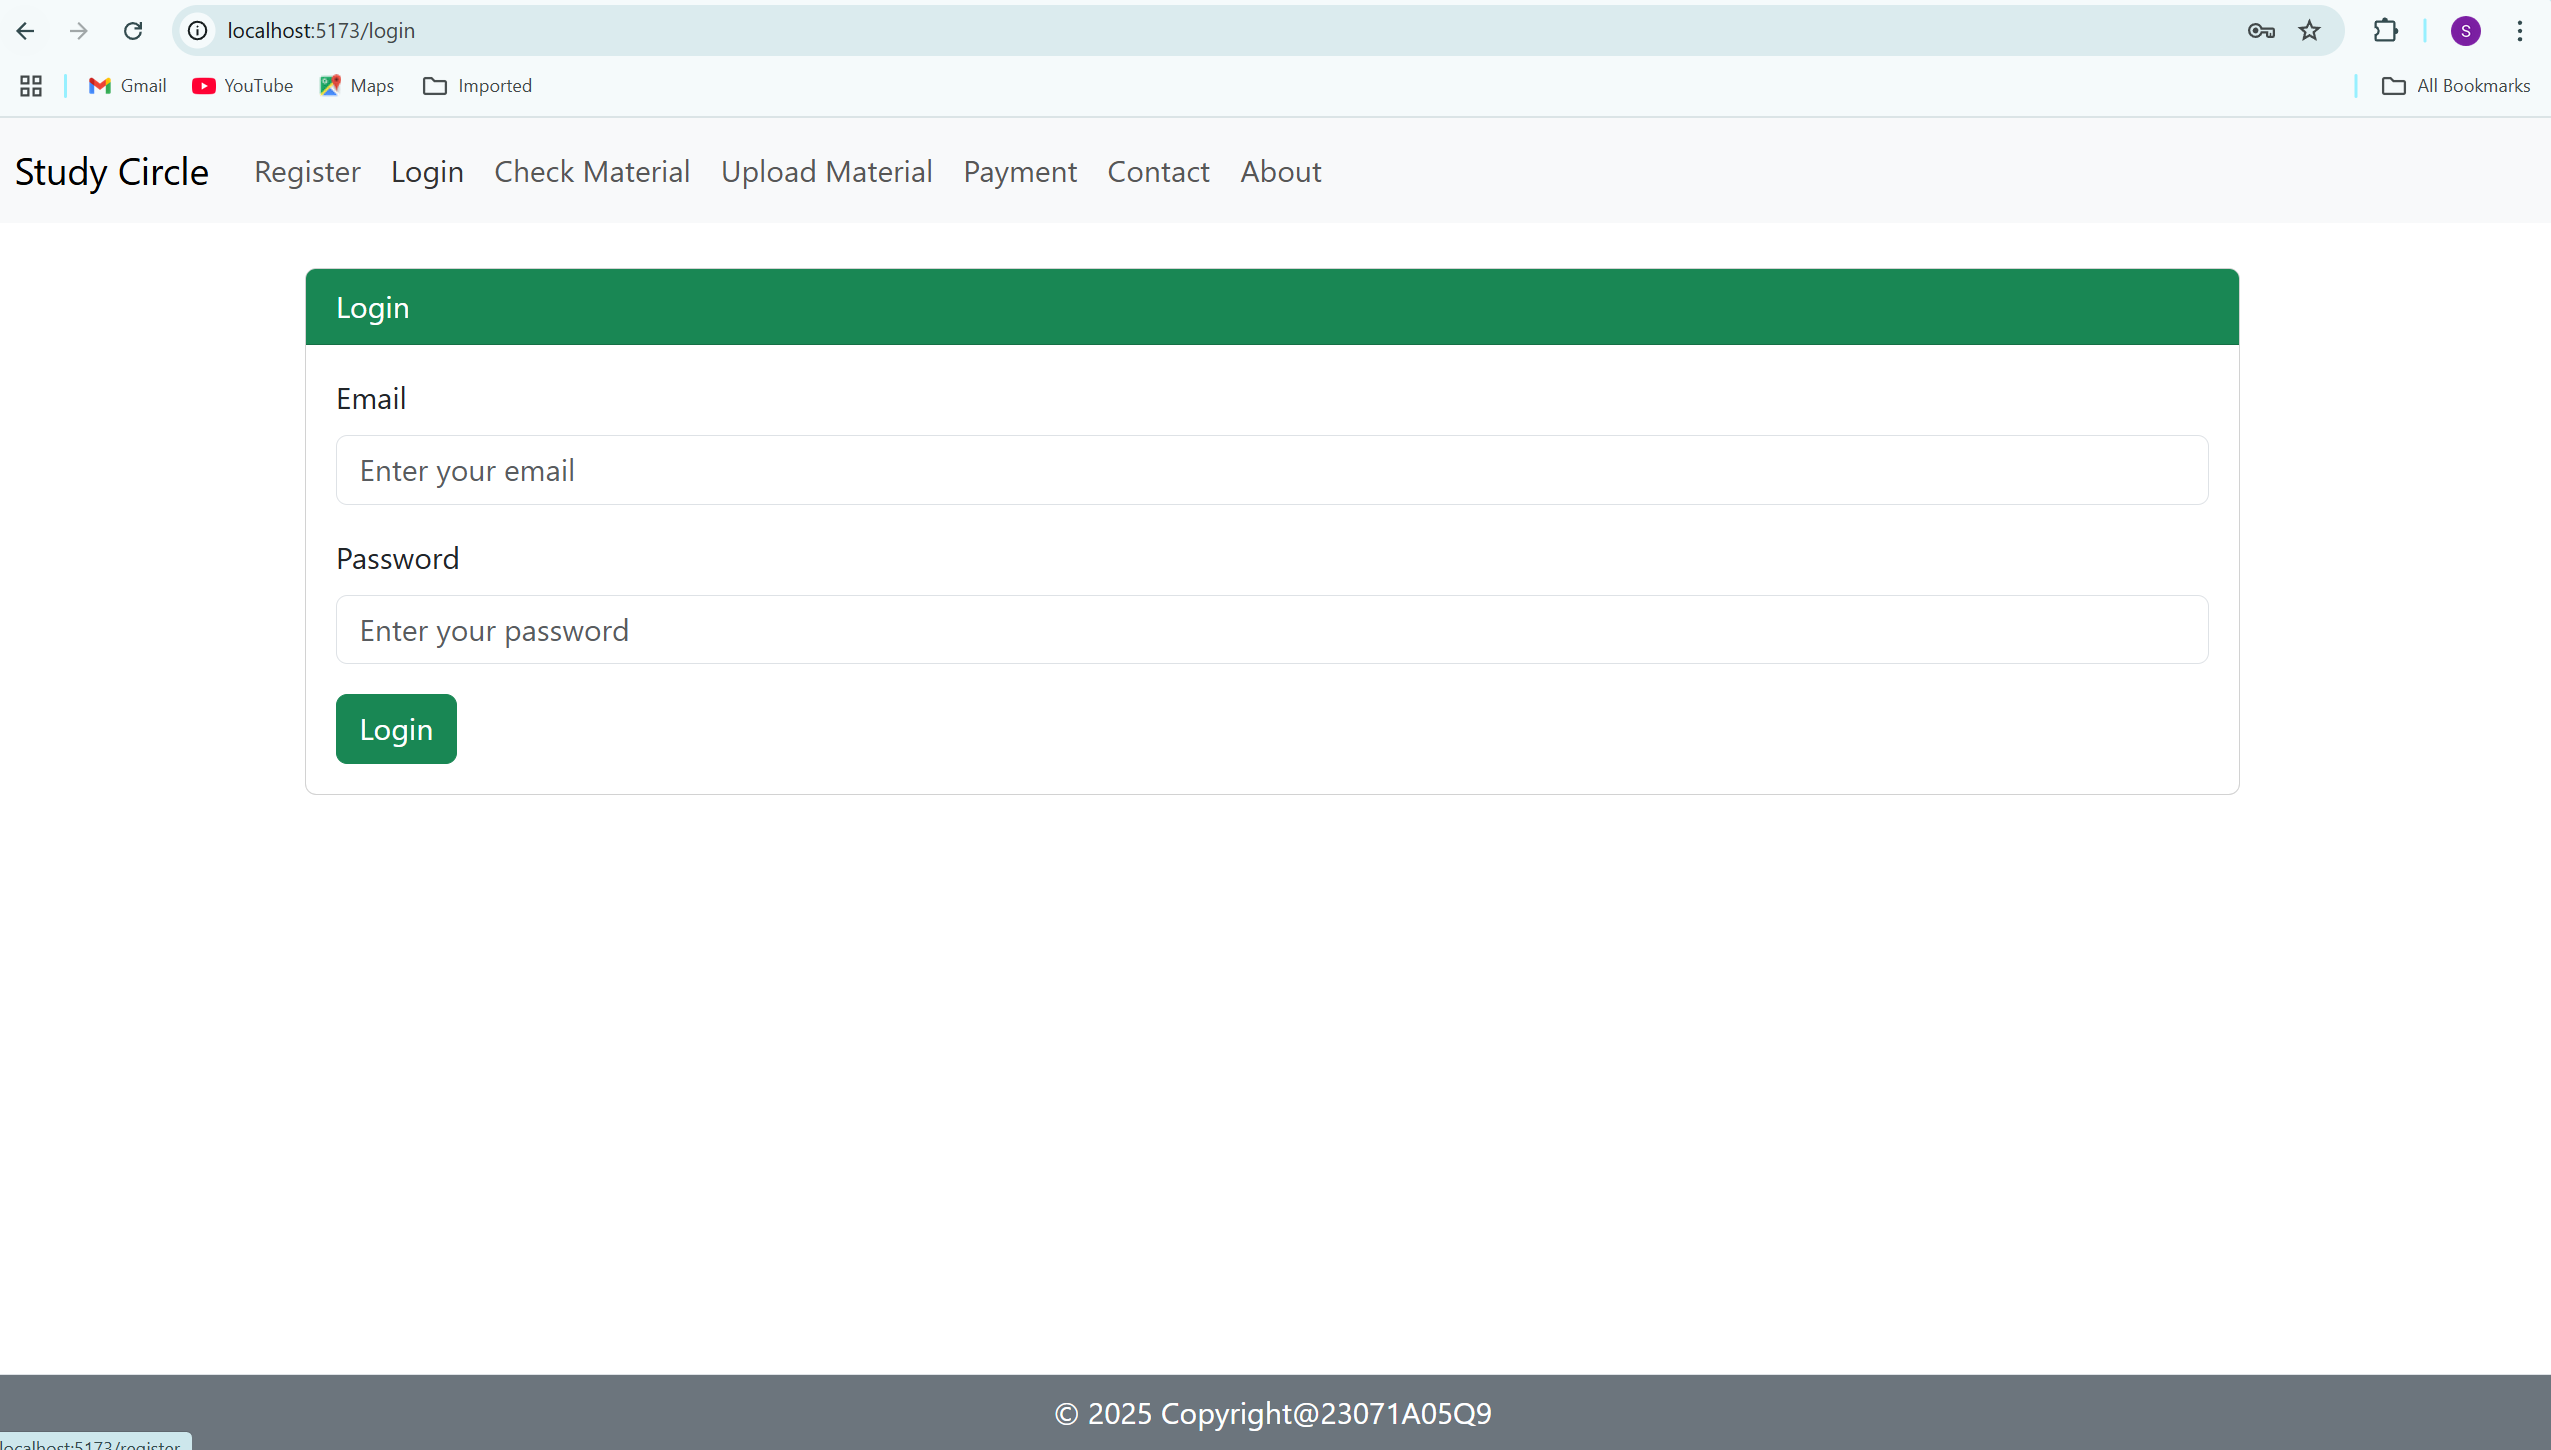 localhost:5173/login
S
Gmail YouTube Maps Imported All Bookmarks
Study Circle Register Login Check Material Upload Material Payment Contact About
Login
Email
Enter your email
Password
Enter your password
Login
© 2025 Copyright@23071A05Q9
localhost:5173/register